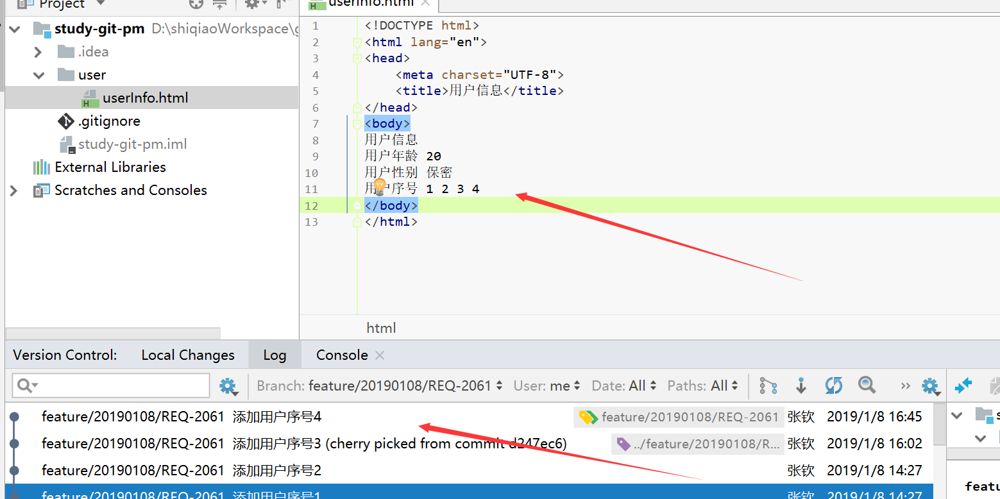 Project
study-git-pm D:\shiqiaoWorkspace\g
.idea
user
userInfo.html
.gitignore
study-git-pm.iml
External Libraries
Scratches and Consoles
userInfo.html
1 <!DOCTYPE html>
2 <html lang="en">
3 <head>
4 <meta charset="UTF-8">
5 <title>用户信息</title>
6 </head>
7 <body>
8 用户信息
9 用户年龄 20
10 用户性别 保密
11 用户序号 1 2 3 4
12 </body>
13 </html>
html
Version Control: Local Changes Log Console
Branch: feature/20190108/REQ-2061 User: me Date: All Paths: All
feature/20190108/REQ-2061 添加用户序号4 feature/20190108/REQ-2061 张钦 2019/1/8 16:45
feature/20190108/REQ-2061 添加用户序号3 (cherry picked from commit d247ec6) ../feature/20190108/R... 张钦 2019/1/8 16:02
feature/20190108/REQ-2061 添加用户序号2 张钦 2019/1/8 14:27
feature/20190108/REQ-2061 添加用户序号1 张钦 2019/1/8 14:27
featu